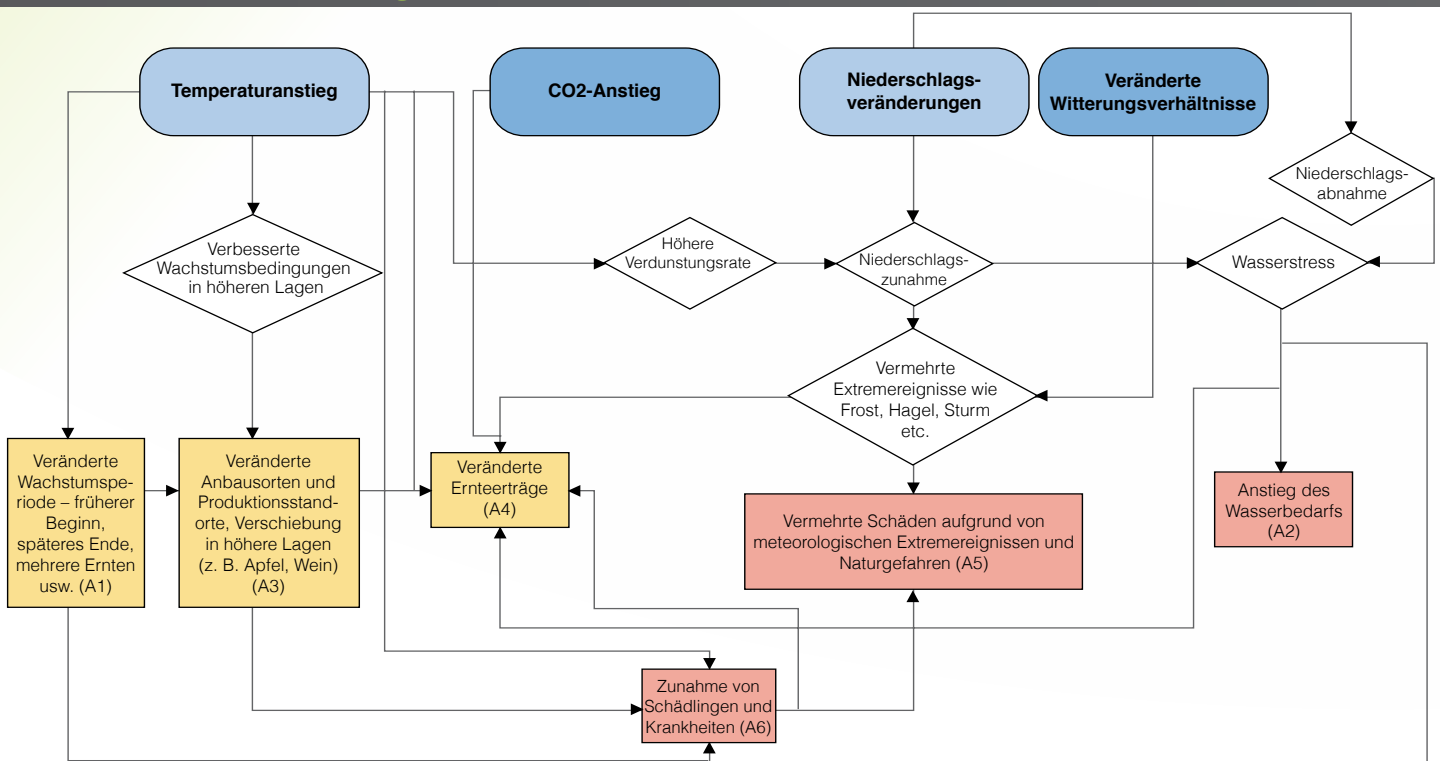 Temperaturanstieg
CO2-Anstieg
Niederschlags-
veränderungen
Veränderte
Witterungsverhältnisse
Niederschlags-
abnahme
Verbesserte
Wachstumsbedingungen
in höheren Lagen
Höhere
Verdunstungsrate
Niederschlags-
zunahme
Wasserstress
Vermehrte
Extremereignisse wie
Frost, Hagel, Sturm
etc.
Veränderte
Wachstumspe-
riode – früherer
Beginn,
späteres Ende,
mehrere Ernten
usw. (A1)
Veränderte
Anbausorten und
Produktionsstand-
orte, Verschiebung
in höhere Lagen
(z. B. Apfel, Wein)
(A3)
Veränderte
Ernteerträge
(A4)
Vermehrte Schäden aufgrund von
meteorologischen Extremereignissen und
Naturgefahren (A5)
Anstieg des
Wasserbedarfs
(A2)
Zunahme von
Schädlingen und
Krankheiten (A6)